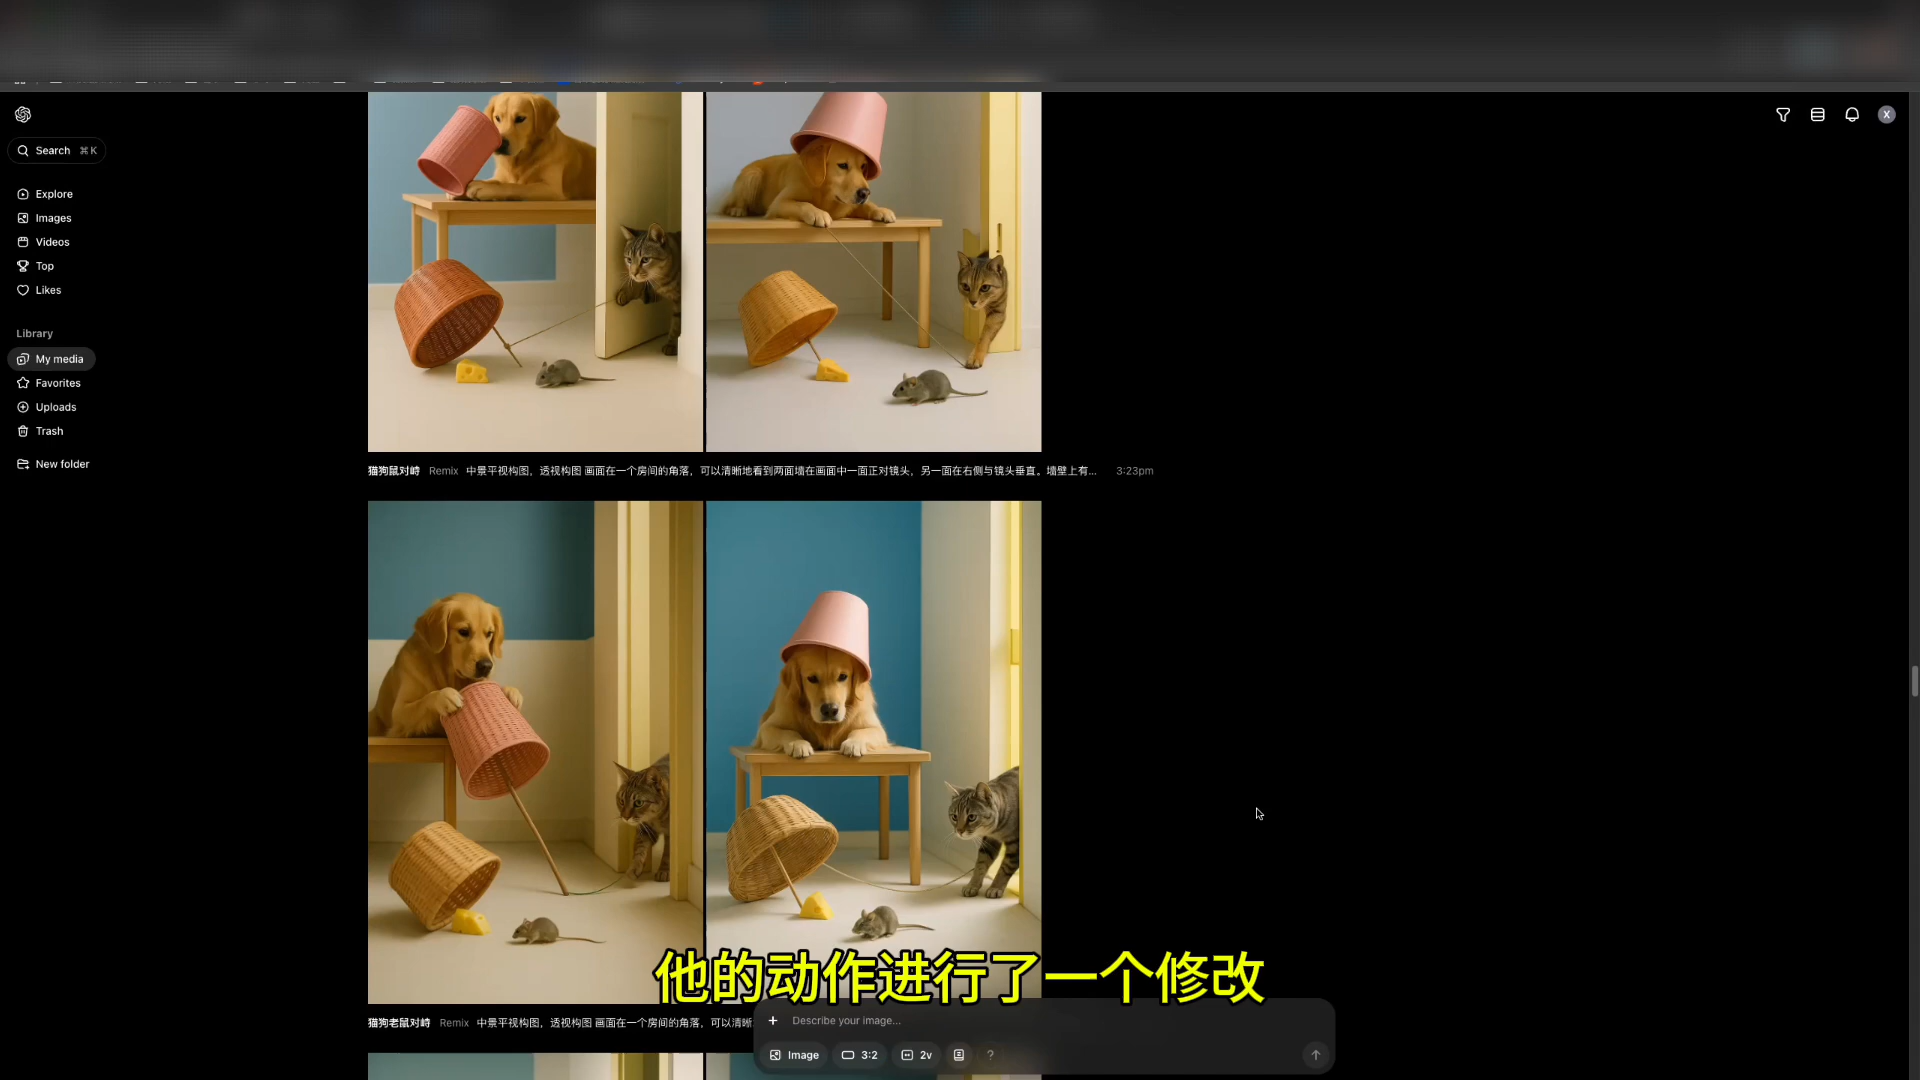 X
Search ⌘K
Explore
Images
Videos
Top
Likes
Library
My media
Favorites
Uploads
Trash
New folder
猫狗鼠对峙 Remix 中景平视构图，透视构图 画面在一个房间的角落，可以清晰地看到两面墙在画面中一面正对镜头，另一面在右侧与镜头垂直。墙壁上有... 3:23pm
他的动作进行了一个修改
猫狗老鼠对峙 Remix 中景平视构图，透视构图 画面在一个房间的角落，可以清晰
Describe your image...
Image 3:2 2v ?